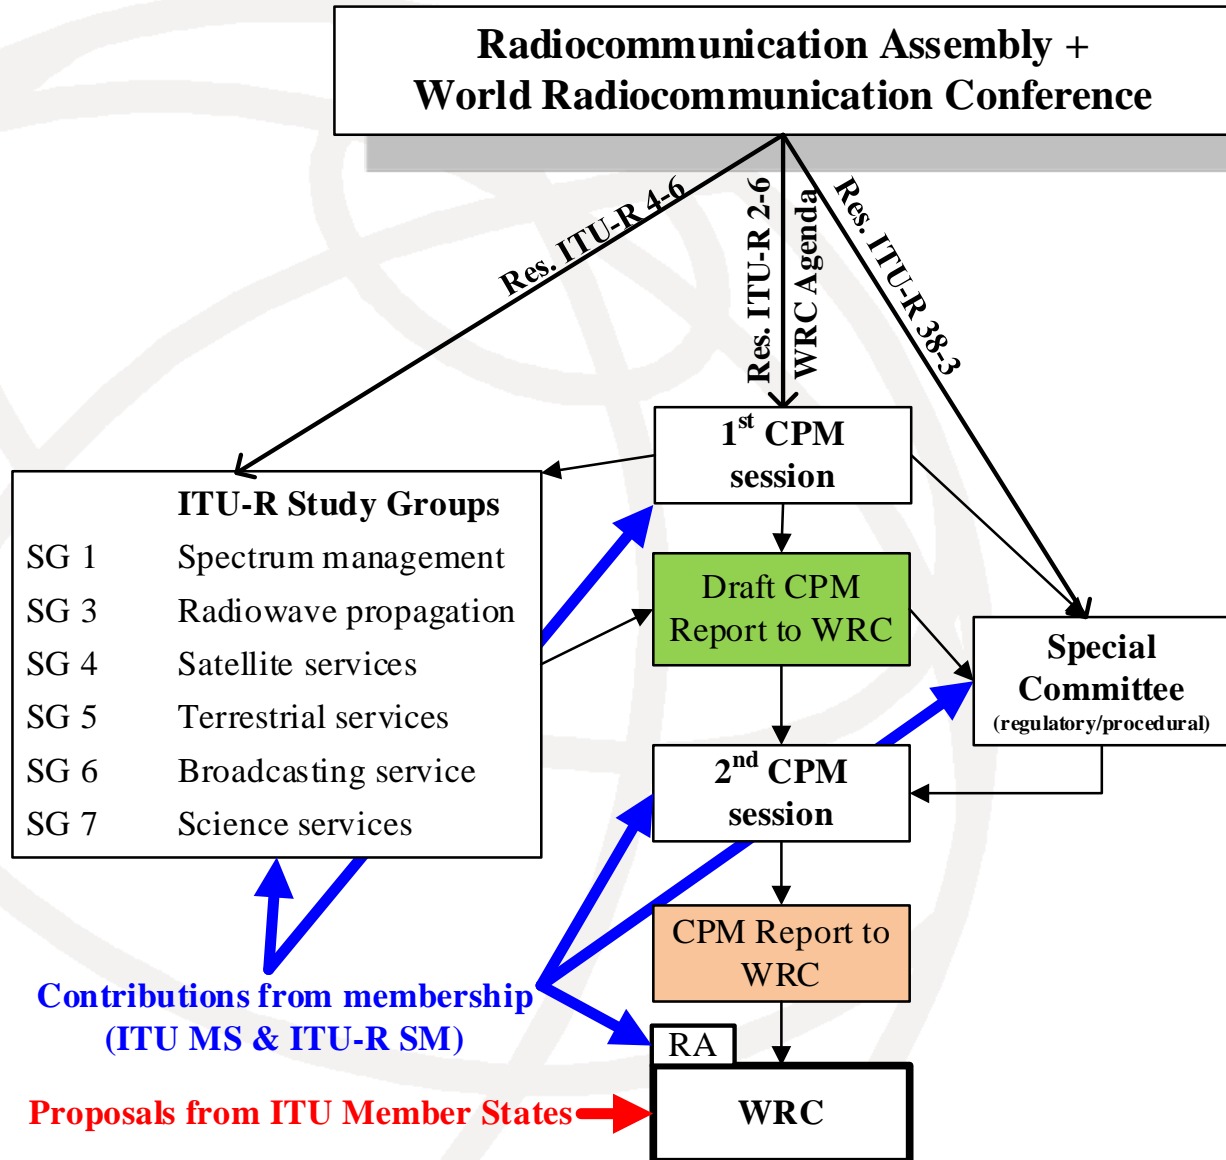 Radiocommunication Assembly +
World Radiocommunication Conference
Res. ITU-R 4-6
Res. ITU-R 2-6
WRC Agenda
Res. ITU-R 38-3
1st CPM
session
ITU-R Study Groups
SG 1 Spectrum management
SG 3 Radiowave propagation
SG 4 Satellite services
SG 5 Terrestrial services
SG 6 Broadcasting service
SG 7 Science services
Draft CPM
Report to WRC
Special
Committee
(regulatory/procedural)
2nd CPM
session
CPM Report to
WRC
Contributions from membership
(ITU MS & ITU-R SM)
RA
Proposals from ITU Member States
WRC